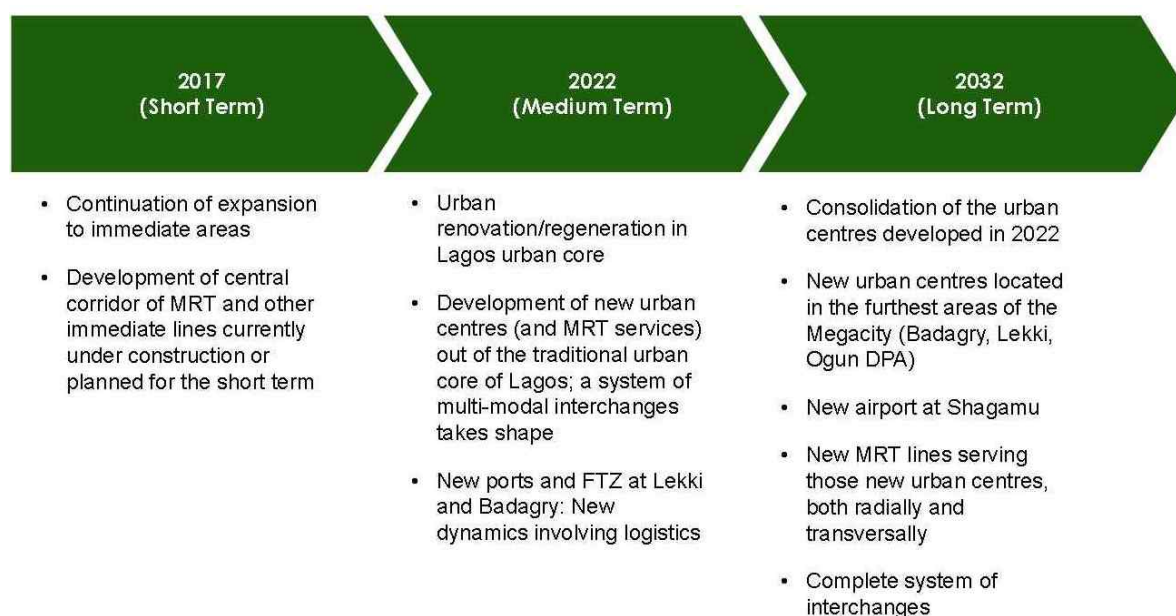 2017
(Short Term)
2022
(Medium Term)
2032
(Long Term)
• Continuation of expansion
to immediate areas
• Development of central
corridor of MRT and other
immediate lines currently
under construction or
planned for the short term
• Urban
renovation/regeneration in
Lagos urban core
• Development of new urban
centres (and MRT services)
out of the traditional urban
core of Lagos; a system of
multi-modal interchanges
takes shape
• New ports and FTZ at Lekki
and Badagry: New
dynamics involving logistics
• Consolidation of the urban
centres developed in 2022
• New urban centres located
in the furthest areas of the
Megacity (Badagry, Lekki,
Ogun DPA)
• New airport at Shagamu
• New MRT lines serving
those new urban centres,
both radially and
transversally
• Complete system of
interchanges